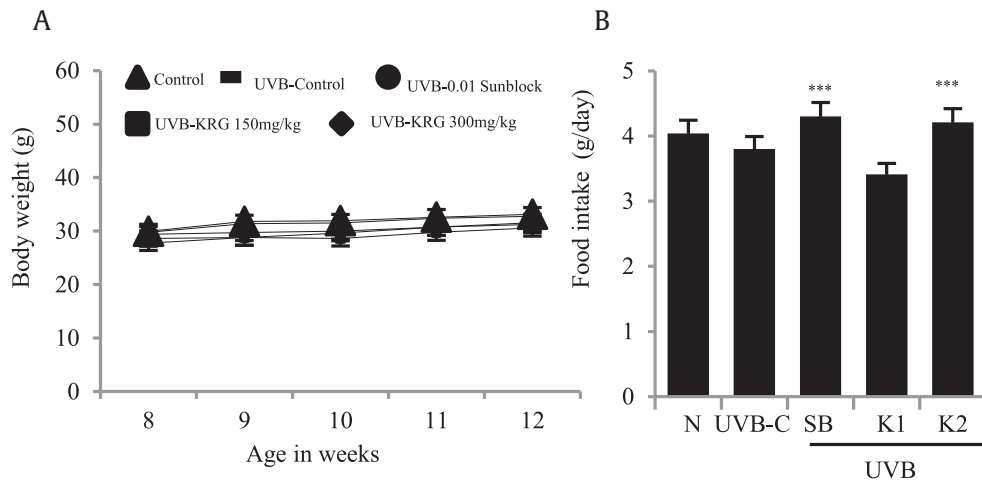 A
Body weight (g)
60
50
40
30
20
10
0
Control
UVB-Control
UVB-0.01 Sunblock
UVB-KRG 150mg/kg
UVB-KRG 300mg/kg
8 9 10 11 12
Age in weeks
B
Food intake (g/day)
5
4
3
2
1
0
*** ***
N UVB-C SB K1 K2
UVB